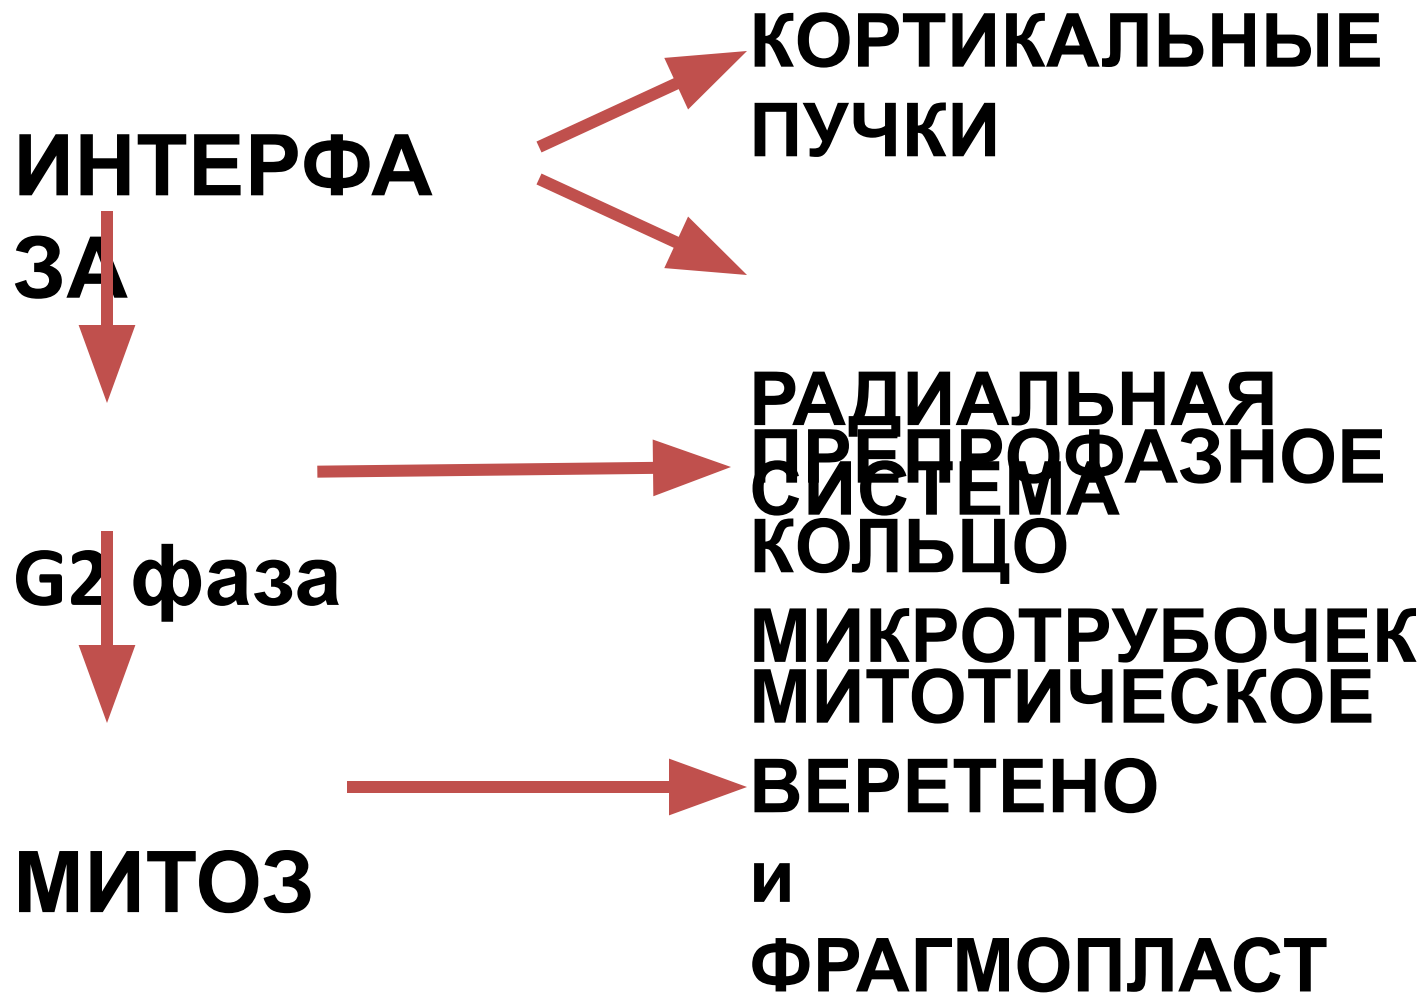 ИНТЕРФА
ЗА
КОРТИКАЛЬНЫЕ
ПУЧКИ
РАДИАЛЬНАЯ
СИСТЕМА
G2 фаза
ПРЕПРОФАЗНОЕ
КОЛЬЦО
МИКРОТРУБОЧЕК
МИТОЗ
МИТОТИЧЕСКОЕ
ВЕРЕТЕНО
и
ФРАГМОПЛАСТ